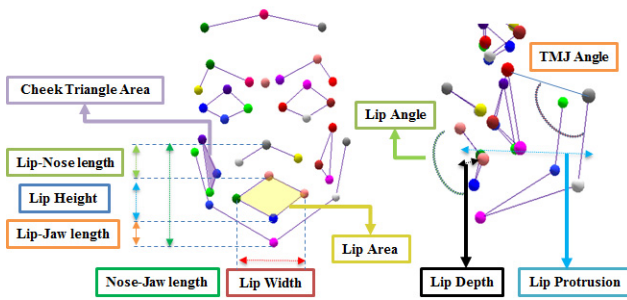 TMJ Angle
Cheek Triangle Area
Lip Angle
Lip-Nose length
Lip Height
Lip-Jaw length
Lip Area
Nose-Jaw length
Lip Width
Lip Depth
Lip Protrusion